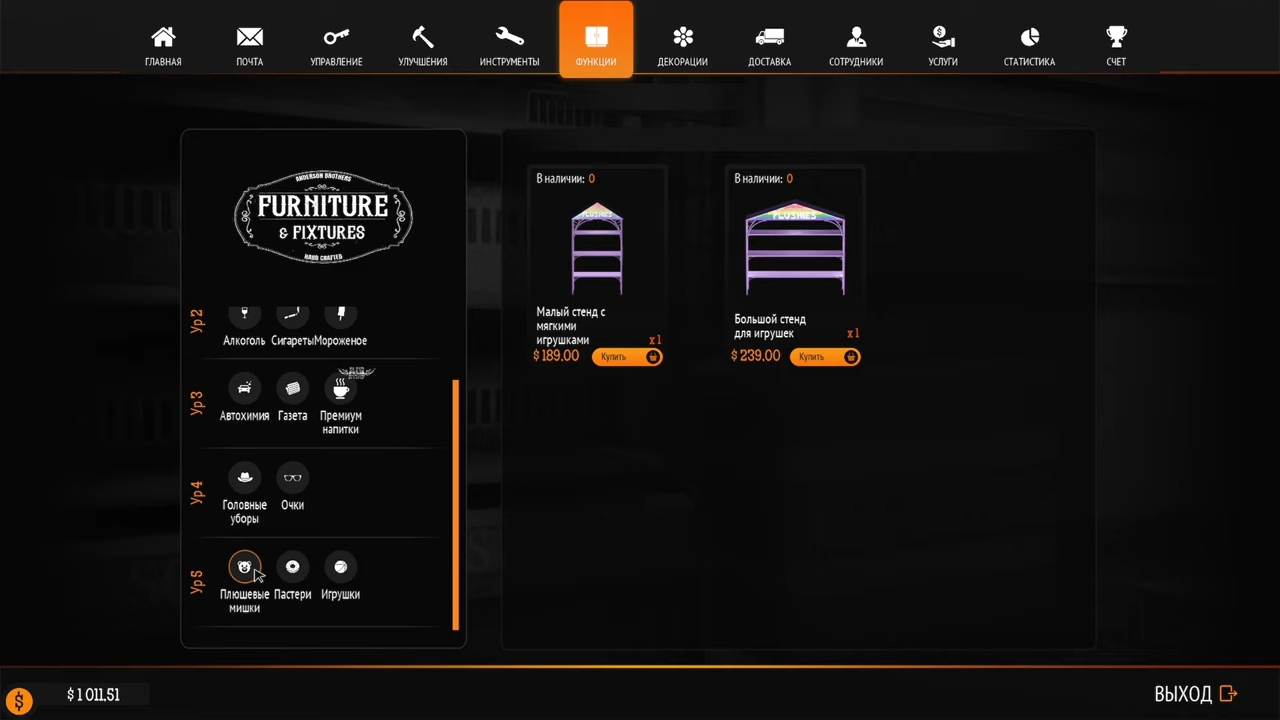 ГЛАВНАЯ
ПОЧТА
УПРАВЛЕНИЕ
УЛУЧШЕНИЯ
ИНСТРУМЕНТЫ
ФУНКЦИИ
ДЕКОРАЦИИ
ДОСТАВКА
СОТРУДНИКИ
УСЛУГИ
СТАТИСТИКА
СЧЕТ
ANDERSON BROTHERS
FURNITURE
& FIXTURES
HAND CRAFTED
Ур 2
Алкоголь
Сигареты
Мороженое
Ур 3
Автохимия
Газета
Премиум
напитки
Ур 4
Головные
уборы
Очки
Ур 5
Плюшевые
мишки
Пастери
Игрушки
В наличии: 0
PLUSHIES
Малый стенд с
мягкими
игрушками
x1
$ 189.00
Купить
В наличии: 0
PLUSHIES
Большой стенд
для игрушек
x1
$ 239.00
Купить
$ 1 011,51
ВЫХОД